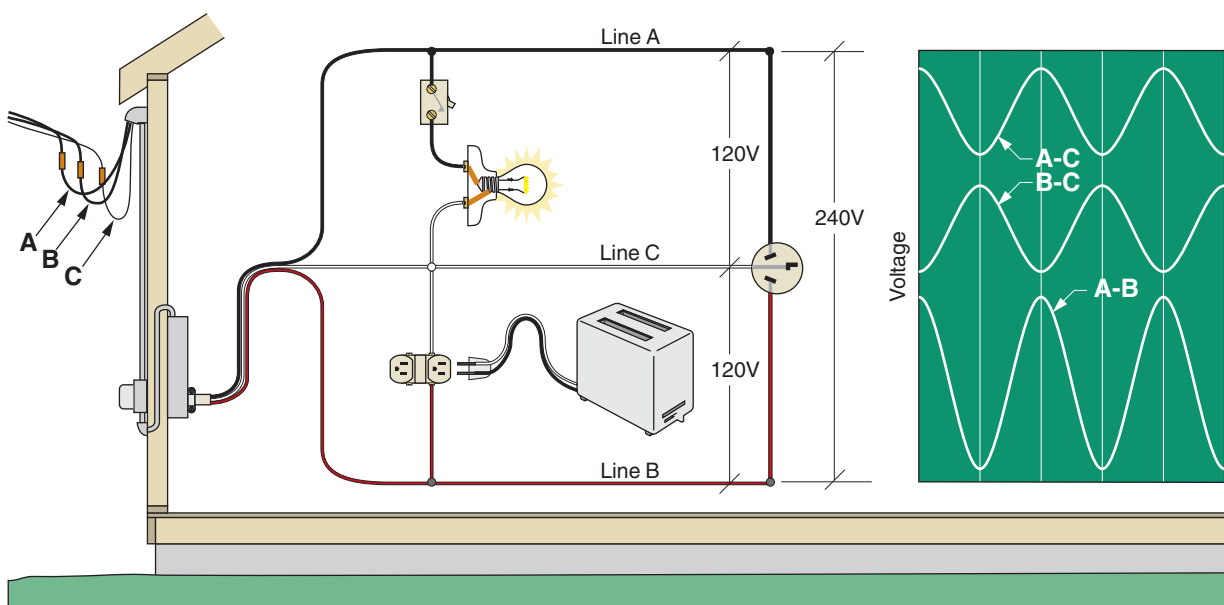 Line A
A
B
C
120V
240V
Line C
120V
Line B
Voltage
A-C
B-C
A-B